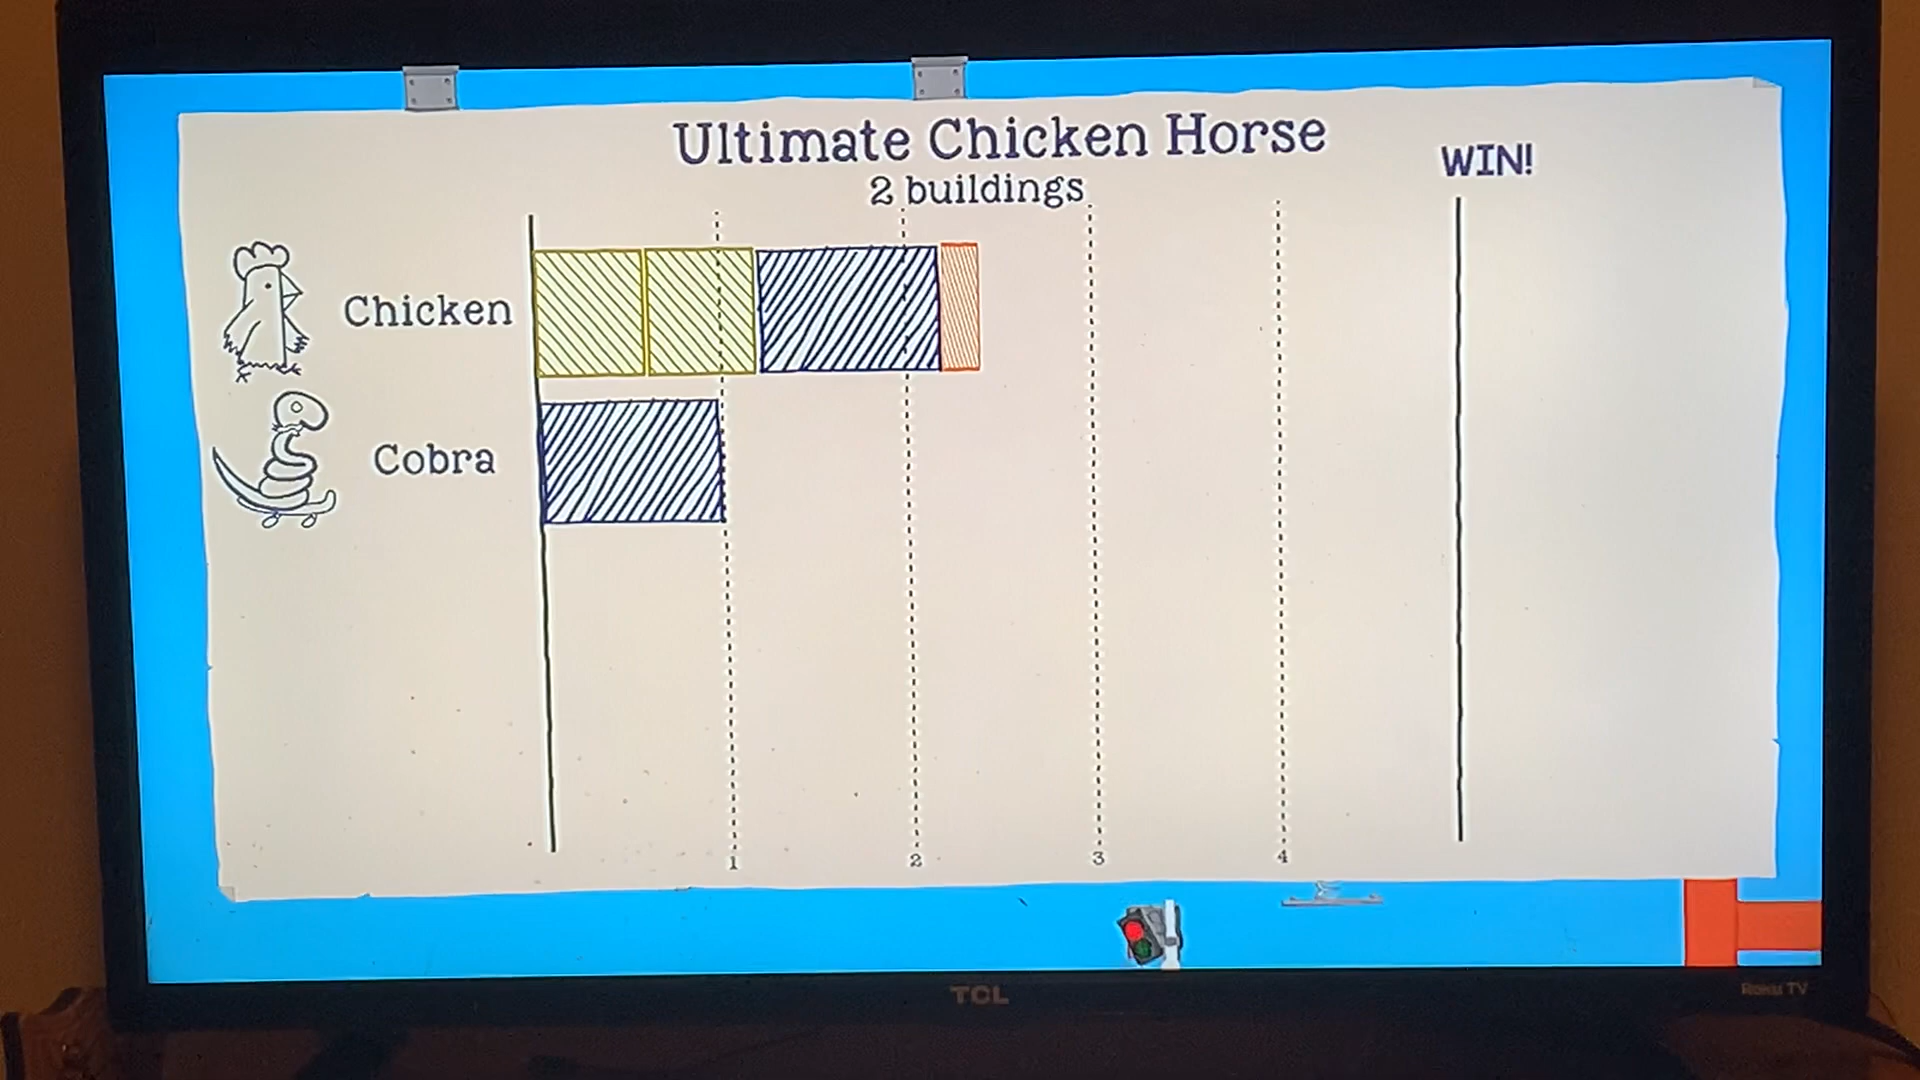 Ultimate Chicken Horse
WIN!
2 buildings
Chicken
Cobra
1 2 3 4
TCL
Roku TV